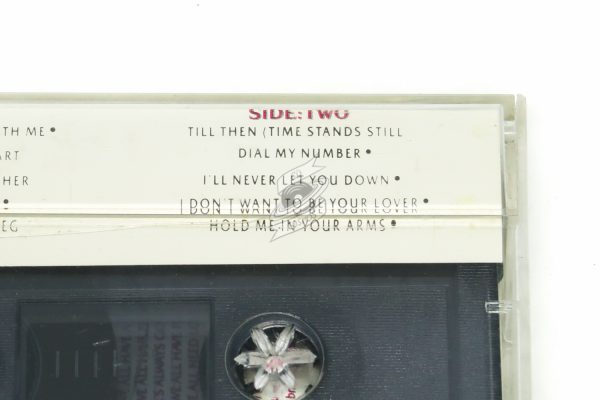 SIDE: TWO
TH ME •
TILL THEN (TIME STANDS STILL
ART
DIAL MY NUMBER •
HER
I'LL NEVER LET YOU DOWN •
•
I DON'T WANT TO BE YOUR LOVER •
EG
HOLD ME IN YOUR ARMS •